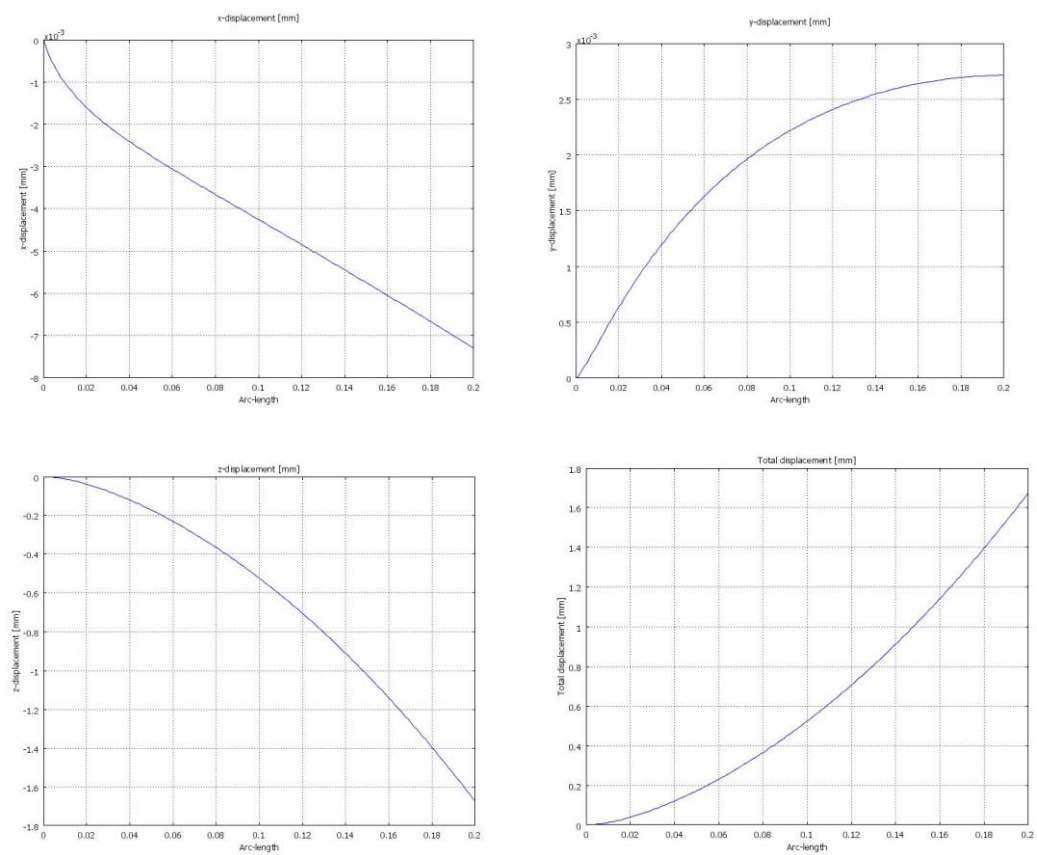 x-displacement [mm]
x10⁻³
0
-1
-2
-3
-4
-5
-6
-7
-8
x-displacement [mm]
0 0.02 0.04 0.06 0.08 0.1 0.12 0.14 0.16 0.18 0.2
Arc-length
y-displacement [mm]
x10⁻³
3
2.5
2
1.5
1
0.5
0
y-displacement [mm]
0.02 0.04 0.06 0.08 0.1 0.12 0.14 0.16 0.18 0.2
Arc-length
z-displacement [mm]
0
-0.2
-0.4
-0.6
-0.8
-1
-1.2
-1.4
-1.6
-1.8
z-displacement [mm]
0 0.02 0.04 0.06 0.08 0.1 0.12 0.14 0.16 0.18 0.2
Arc-length
Total displacement [mm]
1.8
1.6
1.4
1.2
1
0.8
0.6
0.4
0.2
0
Total displacement [mm]
0.02 0.04 0.06 0.08 0.1 0.12 0.14 0.16 0.18 0.2
Arc-length